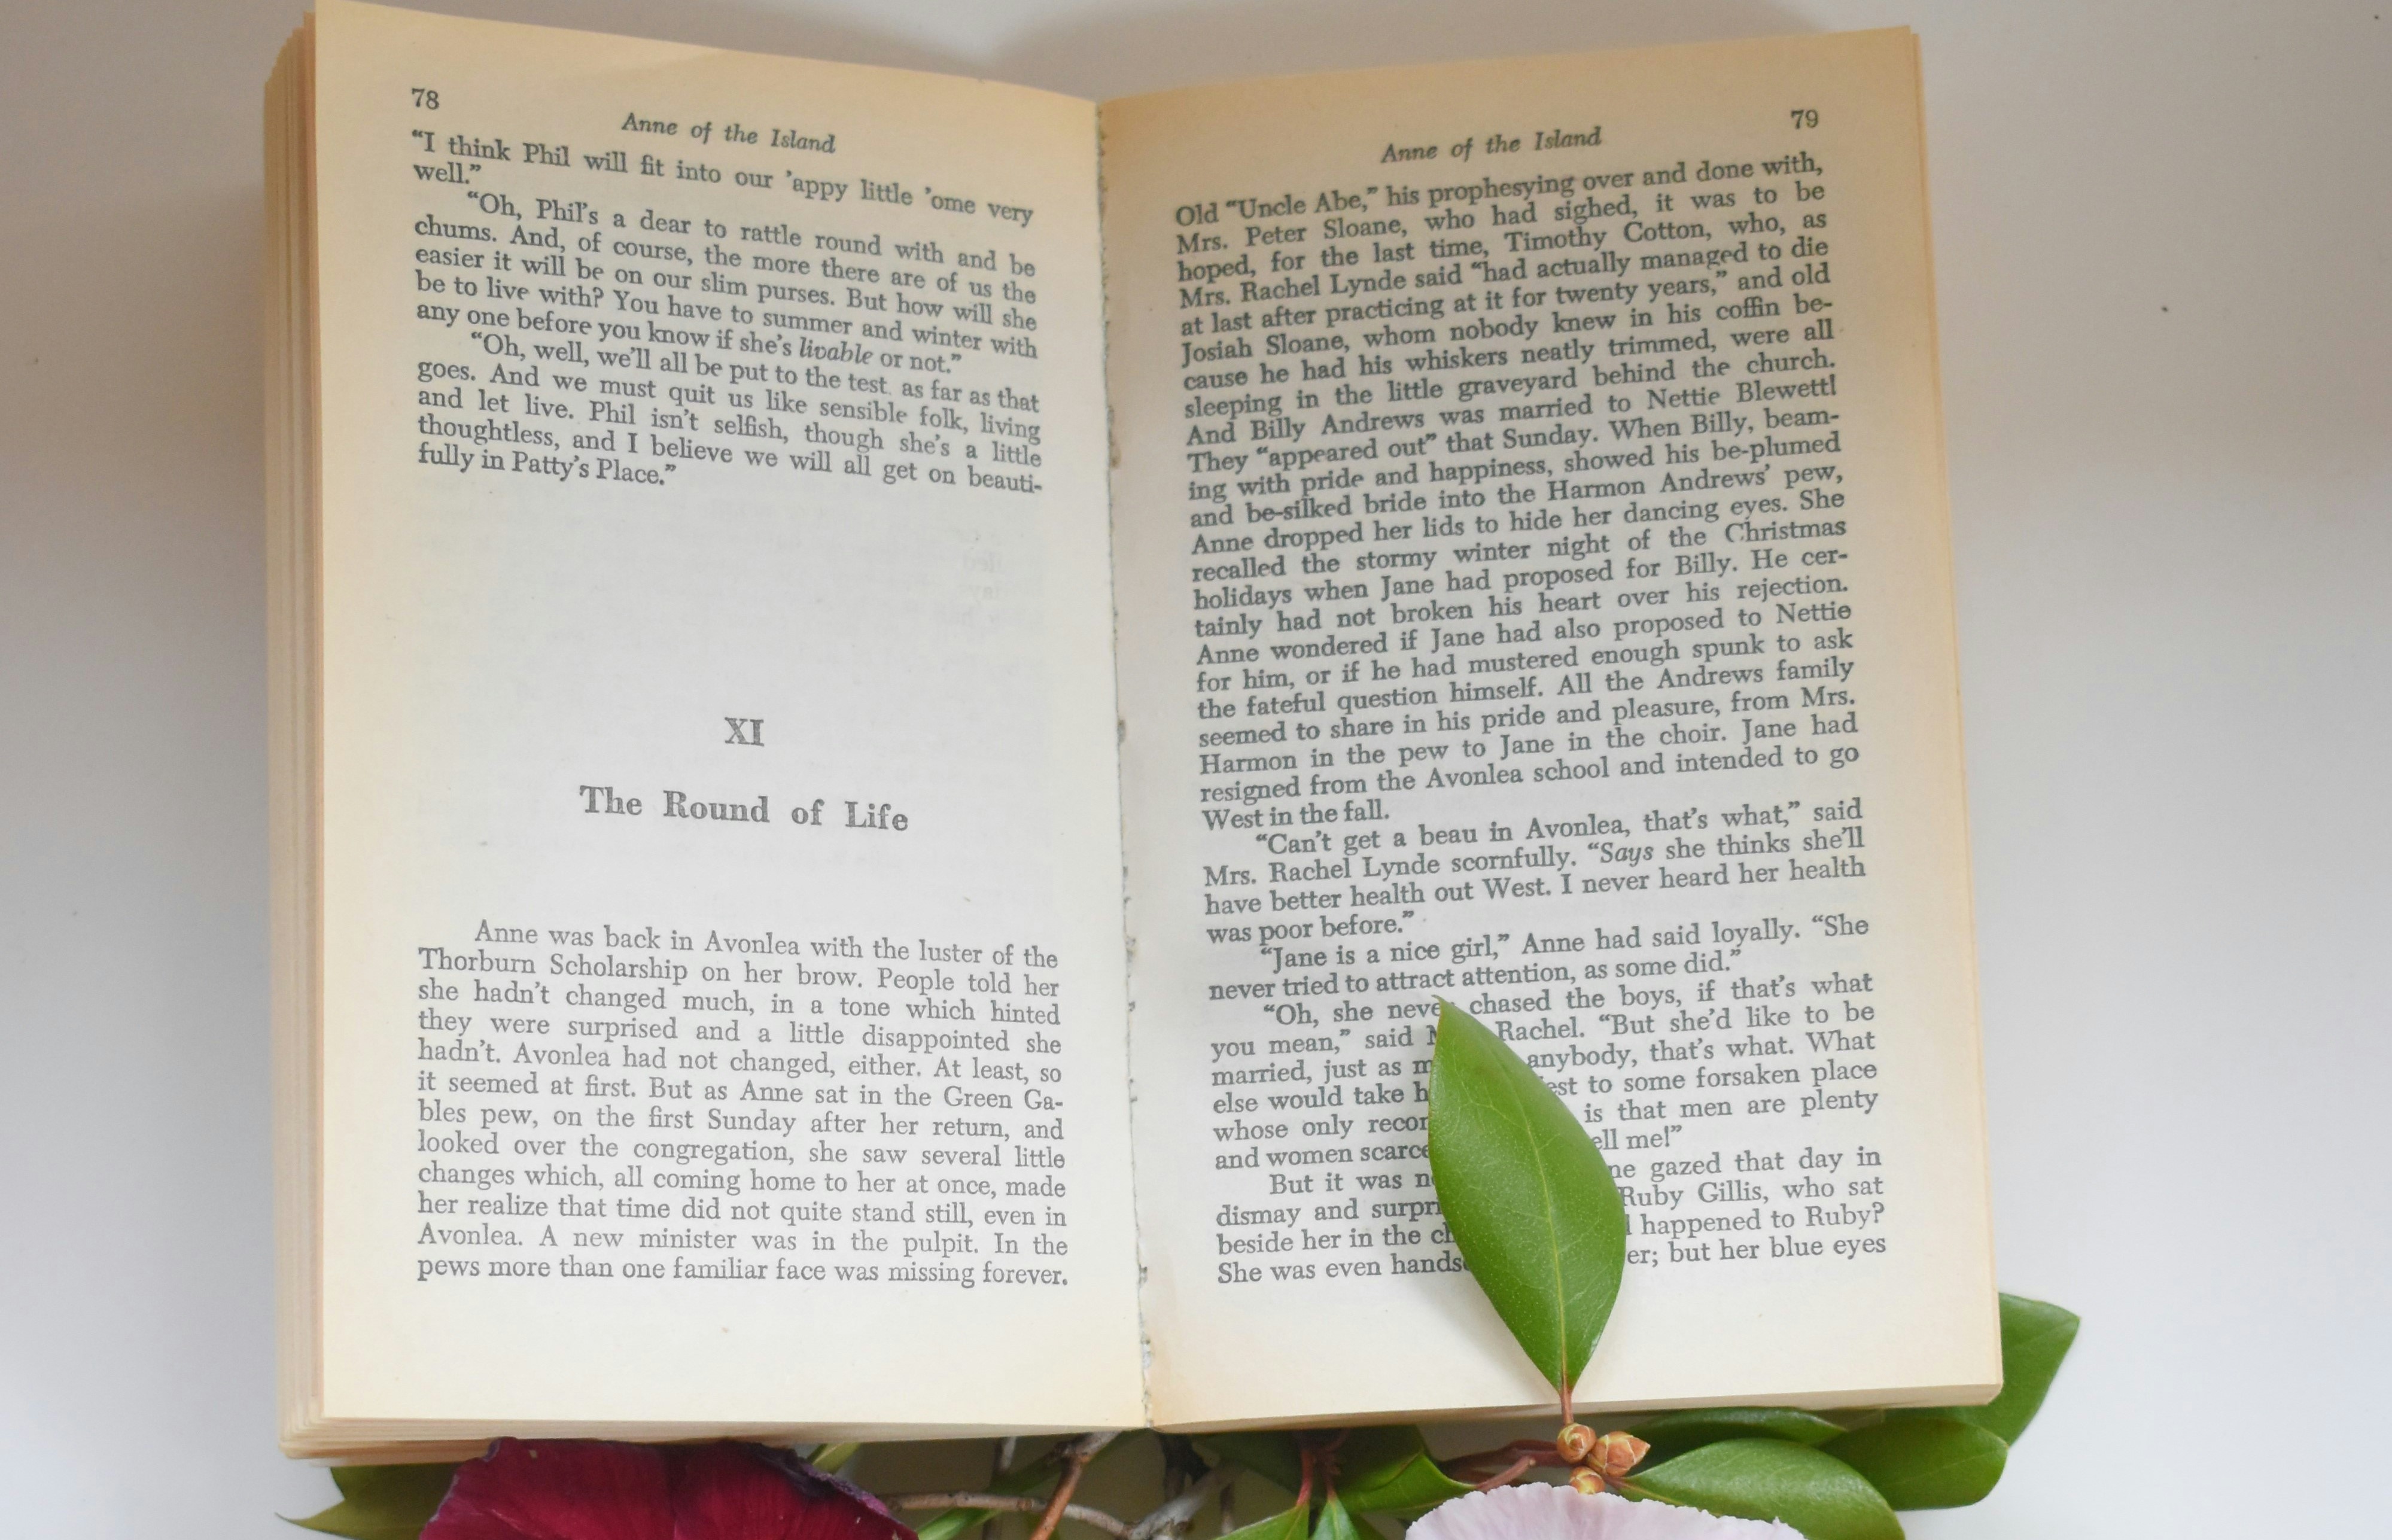 78
Anne of the Island
“I think Phil will fit into our ’appy little ’ome very
well.”
“Oh, Phil’s a dear to rattle round with and be
chums. And, of course, the more there are of us the
easier it will be on our slim purses. But how will she
be to live with? You have to summer and winter with
any one before you know if she’s livable or not.”
“Oh, well, we’ll all be put to the test as far as that
goes. And we must quit us like sensible folk, living
and let live. Phil isn’t selfish, though she’s a little
thoughtless, and I believe we will all get on beauti-
fully in Patty’s Place.”
XI
The Round of Life
Anne was back in Avonlea with the luster of the
Thorburn Scholarship on her brow. People told her
she hadn’t changed much, in a tone which hinted
they were surprised and a little disappointed she
hadn’t. Avonlea had not changed, either. At least, so
it seemed at first. But as Anne sat in the Green Ga-
bles pew, on the first Sunday after her return, and
looked over the congregation, she saw several little
changes which, all coming home to her at once, made
her realize that time did not quite stand still, even in
Avonlea. A new minister was in the pulpit. In the
pews more than one familiar face was missing forever.
79
Anne of the Island
Old “Uncle Abe,” his prophesying over and done with,
Mrs. Peter Sloane, who had sighed, it was to be
hoped, for the last time, Timothy Cotton, who, as
Mrs. Rachel Lynde said “had actually managed to die
at last after practicing at it for twenty years,” and old
Josiah Sloane, whom nobody knew in his coffin be-
cause he had his whiskers neatly trimmed, were all
sleeping in the little graveyard behind the church.
And Billy Andrews was married to Nettie Blewett!
They “appeared out” that Sunday. When Billy, beam-
ing with pride and happiness, showed his be-plumed
and be-silked bride into the Harmon Andrews’ pew,
Anne dropped her lids to hide her dancing eyes. She
recalled the stormy winter night of the Christmas
holidays when Jane had proposed for Billy. He cer-
tainly had not broken his heart over his rejection.
Anne wondered if Jane had also proposed to Nettie
for him, or if he had mustered enough spunk to ask
the fateful question himself. All the Andrews family
seemed to share in his pride and pleasure, from Mrs.
Harmon in the pew to Jane in the choir. Jane had
resigned from the Avonlea school and intended to go
West in the fall.
“Can’t get a beau in Avonlea, that’s what,” said
Mrs. Rachel Lynde scornfully. “Says she thinks she’ll
have better health out West. I never heard her health
was poor before.”
“Jane is a nice girl,” Anne had said loyally. “She
never tried to attract attention, as some did.”
“Oh, she never chased the boys, if that’s what
you mean,” said Rachel. “But she’d like to be
married, just as anybody, that’s what. What
else would take to some forsaken place
whose only is that men are plenty
and women me!”
But it was gazed that day in
dismay and Ruby Gillis, who sat
beside her in the happened to Ruby?
She was even but her blue eyes